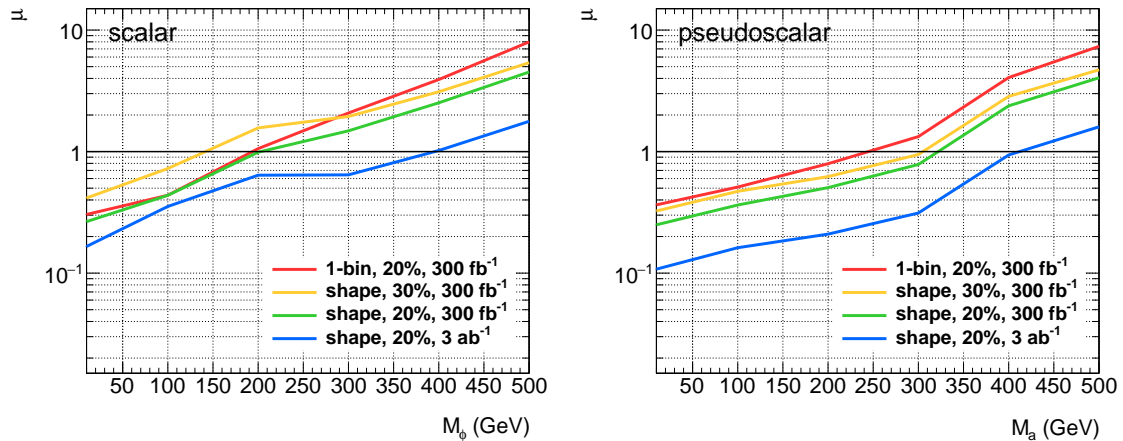 μ
scalar
10
1
10⁻¹
1-bin, 20%, 300 fb⁻¹
shape, 30%, 300 fb⁻¹
shape, 20%, 300 fb⁻¹
shape, 20%, 3 ab⁻¹
50 100 150 200 250 300 350 400 450 500
M_ϕ (GeV)
μ
pseudoscalar
10
1
10⁻¹
1-bin, 20%, 300 fb⁻¹
shape, 30%, 300 fb⁻¹
shape, 20%, 300 fb⁻¹
shape, 20%, 3 ab⁻¹
50 100 150 200 250 300 350 400 450 500
M_a (GeV)